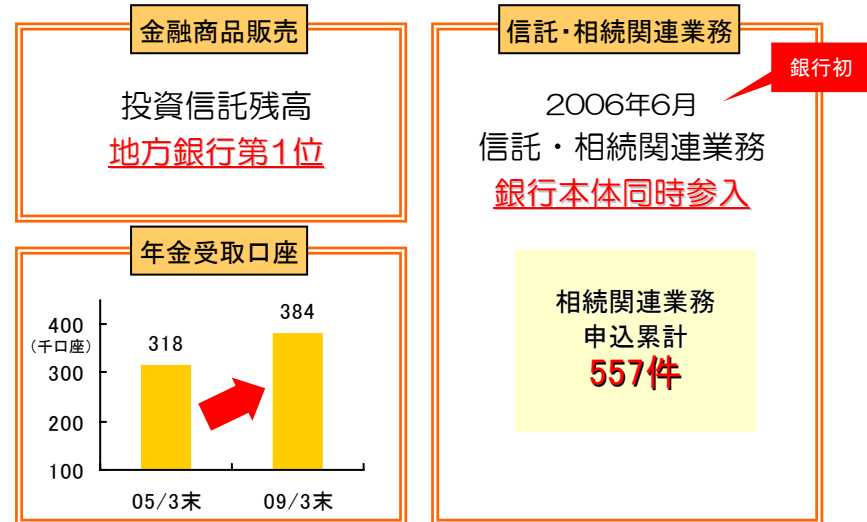 金融商品販売
投資信託残高
地方銀行第1位
年金受取口座
400
(千口座)
300
200
100
318
384
05/3末
09/3末
信託・相続関連業務
銀行初
2006年6月
信託・相続関連業務
銀行本体同時参入
相続関連業務
申込累計
557件